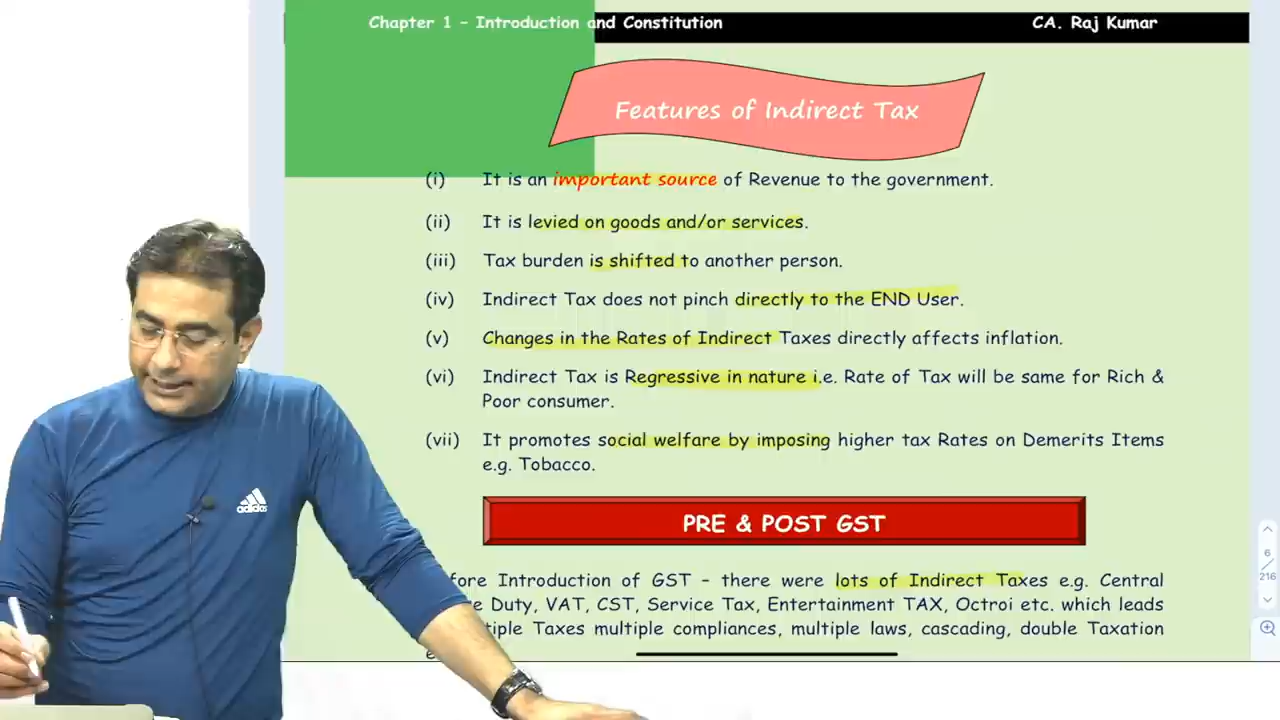 Chapter 1 – Introduction and Constitution CA. Raj Kumar
Features of Indirect Tax
(i) It is an important source of Revenue to the government.
(ii) It is levied on goods and/or services.
(iii) Tax burden is shifted to another person.
(iv) Indirect Tax does not pinch directly to the END User.
(v) Changes in the Rates of Indirect Taxes directly affects inflation.
(vi) Indirect Tax is Regressive in nature i.e. Rate of Tax will be same for Rich &
Poor consumer.
(vii) It promotes social welfare by imposing higher tax Rates on Demerits Items
e.g. Tobacco.
PRE & POST GST
fore Introduction of GST – there were lots of Indirect Taxes e.g. Central
e Duty, VAT, CST, Service Tax, Entertainment TAX, Octroi etc. which leads
tiple Taxes multiple compliances, multiple laws, cascading, double Taxation
adidas
6
/
216